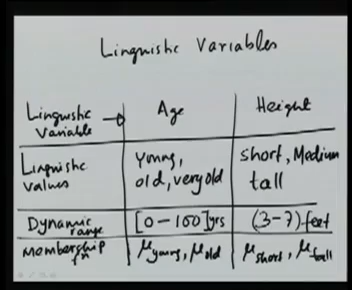 Linguistic Variables
Linguistic Variable → Age Height
Linguistic Values young, old, very old short, Medium tall
Dynamic range [0-100]yrs (3-7) feet
Membership fn μyoung, μold μshort, μtall